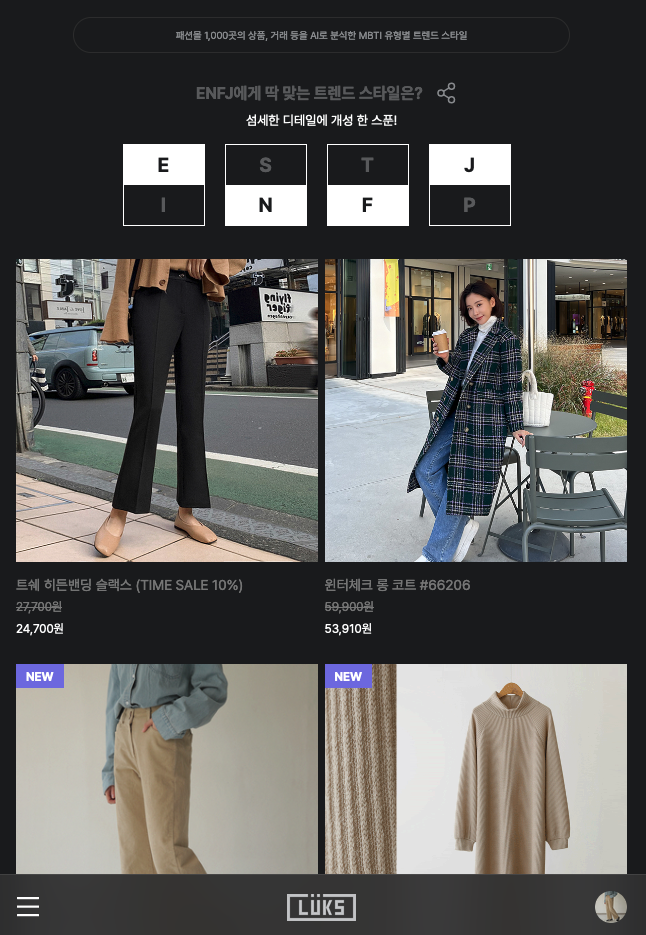 패션몰 1,000곳의 상품, 거래 등을 AI로 분석한 MBTI 유형별 트렌드 스타일
ENFJ에게 딱 맞는 트렌드 스타일은?
섬세한 디테일에 개성 한 스푼!
E S T J
I N F P
flying
tiger
copenhagen
트쉐 히든밴딩 슬랙스 (TIME SALE 10%)
27,700원
24,700원
윈터체크 롱 코트 #66206
59,900원
53,910원
NEW
NEW
LÜKS